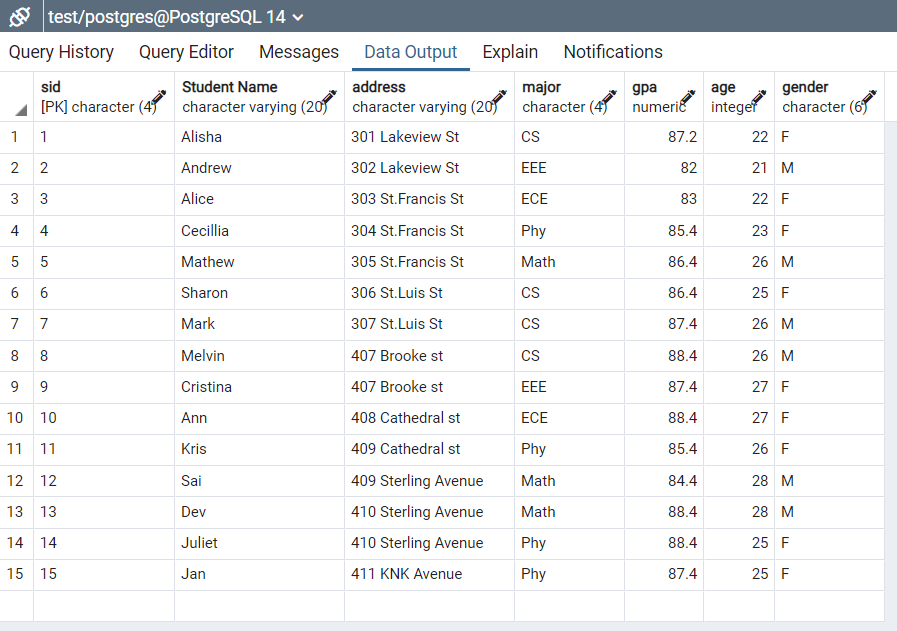 test/postgres@PostgreSQL 14
Query History Query Editor Messages Data Output Explain Notifications
sid Student Name address major gpa age gender
[PK] character (4) character varying (20) character varying (20) character (4) numeric integer character (6)
1 1 Alisha 301 Lakeview St CS 87.2 22 F
2 2 Andrew 302 Lakeview St EEE 82 21 M
3 3 Alice 303 St.Francis St ECE 83 22 F
4 4 Cecillia 304 St.Francis St Phy 85.4 23 F
5 5 Mathew 305 St.Francis St Math 86.4 26 M
6 6 Sharon 306 St.Luis St CS 86.4 25 F
7 7 Mark 307 St.Luis St CS 87.4 26 M
8 8 Melvin 407 Brooke st CS 88.4 26 M
9 9 Cristina 407 Brooke st EEE 87.4 27 F
10 10 Ann 408 Cathedral st ECE 88.4 27 F
11 11 Kris 409 Cathedral st Phy 85.4 26 F
12 12 Sai 409 Sterling Avenue Math 84.4 28 M
13 13 Dev 410 Sterling Avenue Math 88.4 28 M
14 14 Juliet 410 Sterling Avenue Phy 88.4 25 F
15 15 Jan 411 KNK Avenue Phy 87.4 25 F